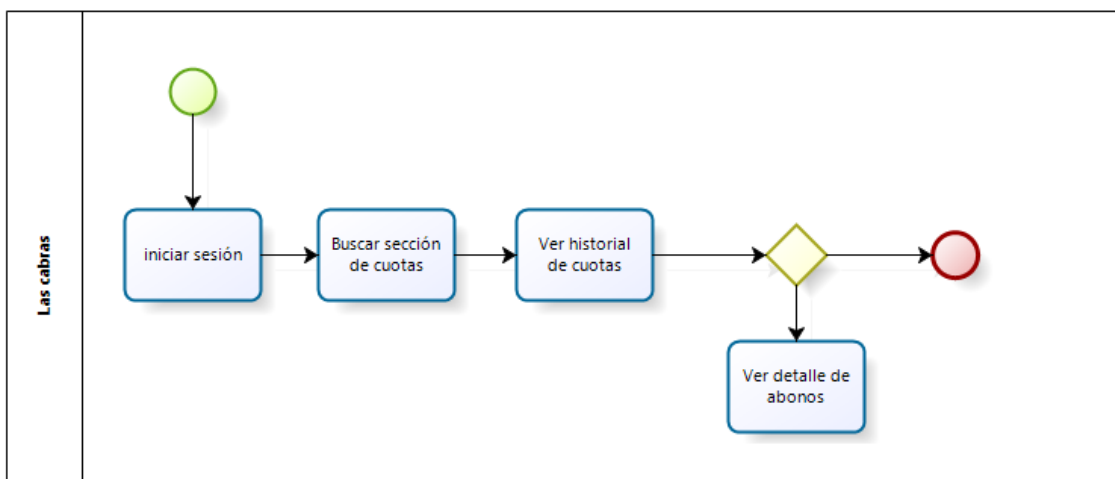 Las cabras
iniciar sesión
Buscar sección
de cuotas
Ver historial
de cuotas
Ver detalle de
abonos